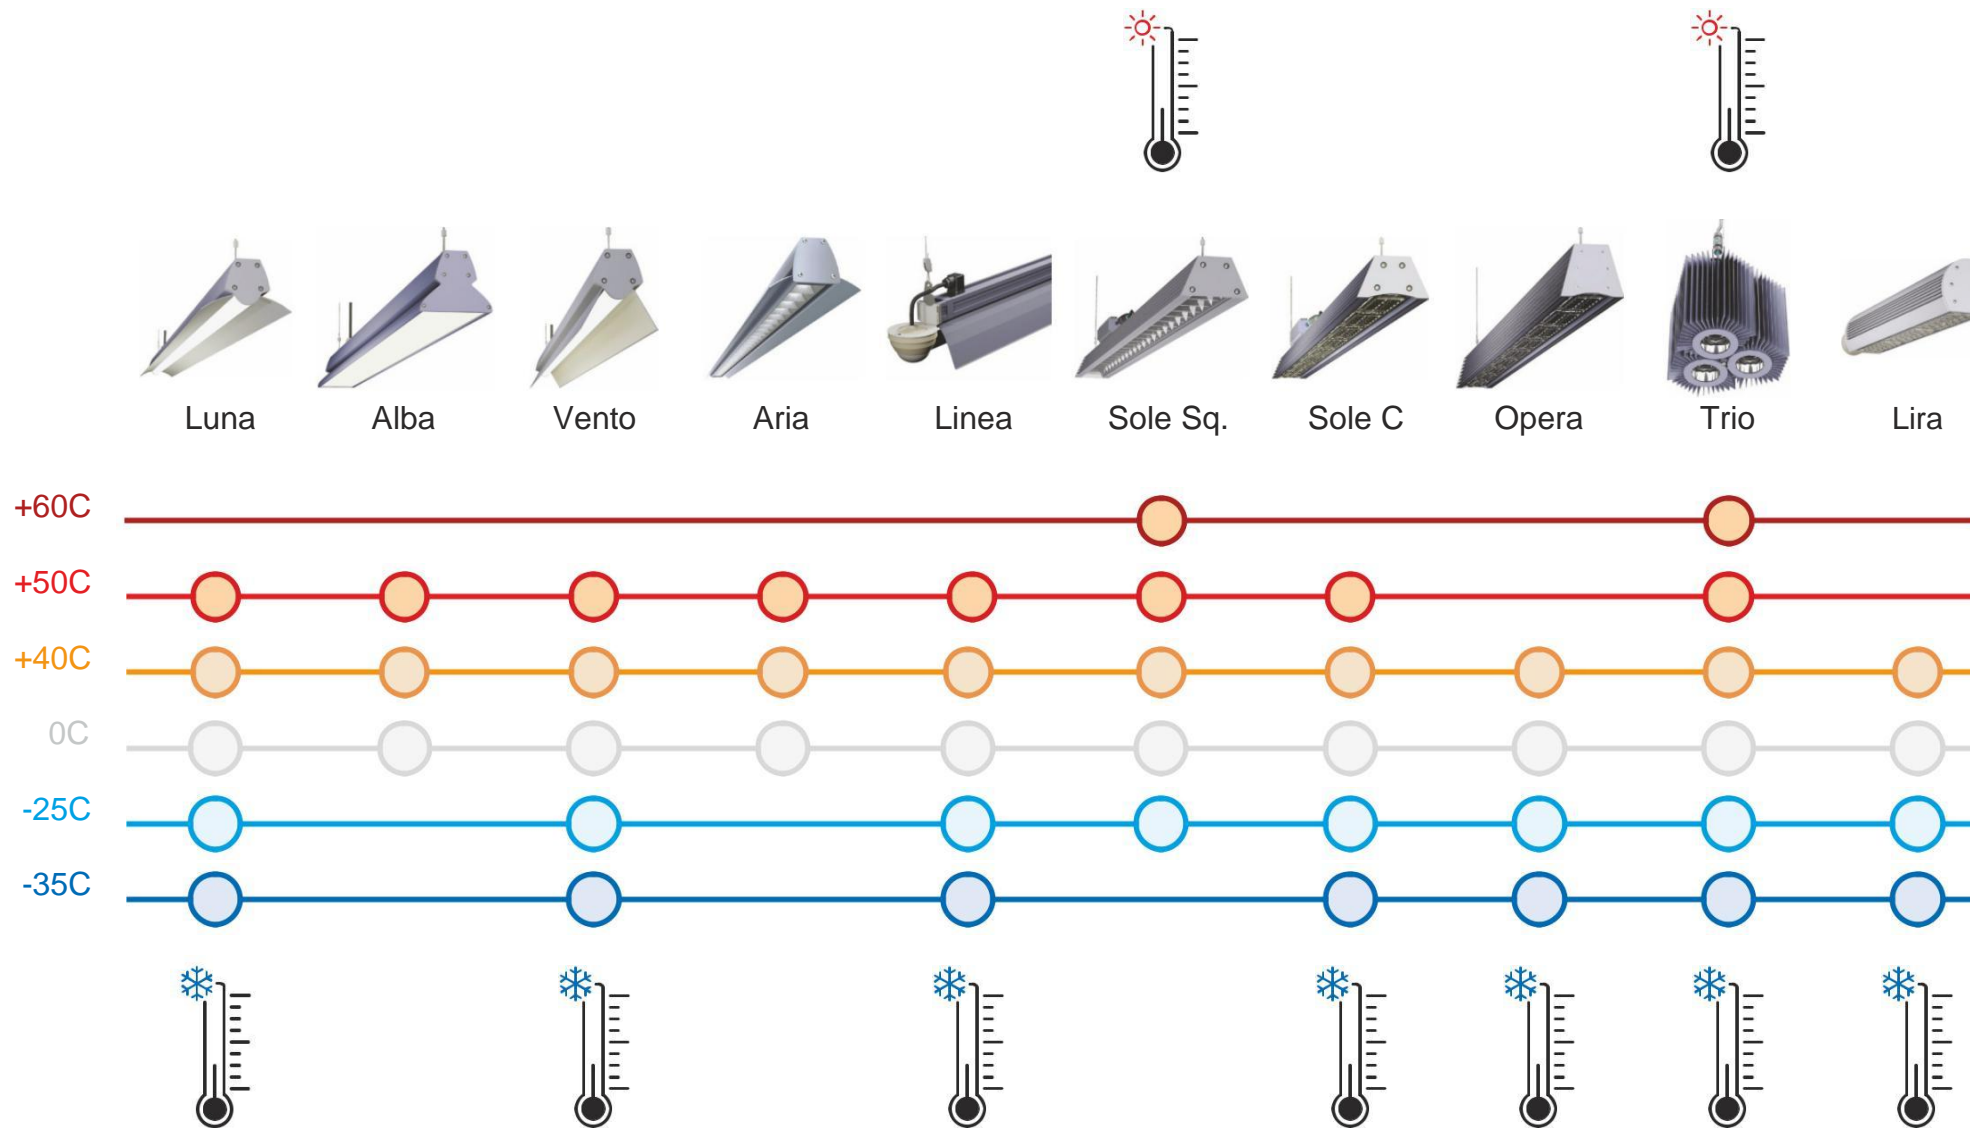 Luna Alba Vento Aria Linea Sole Sq. Sole C Opera Trio Lira
+60C
+50C
+40C
0C
-25C
-35C